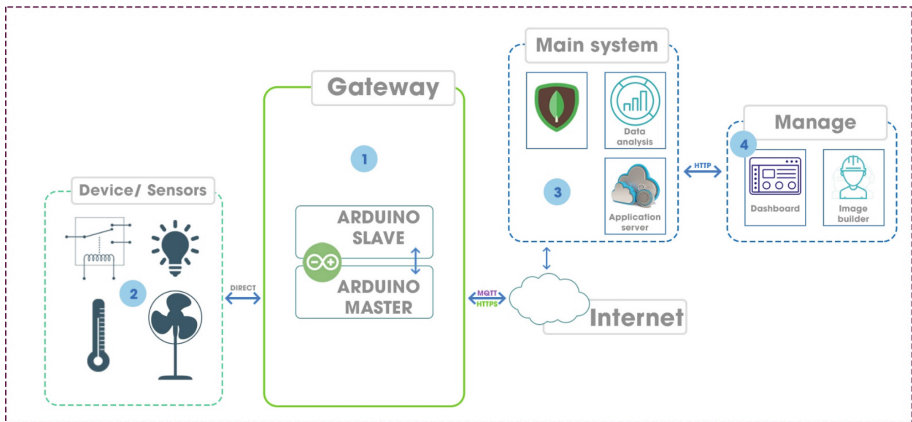 Main system
Gateway
Data
analysis
Manage
1
4
HTTP
Device/ Sensors
3
Dashboard
Image
builder
ARDUINO
SLAVE
Application
server
2
DIRECT
ARDUINO
MASTER
MQTT
HTTPS
Internet